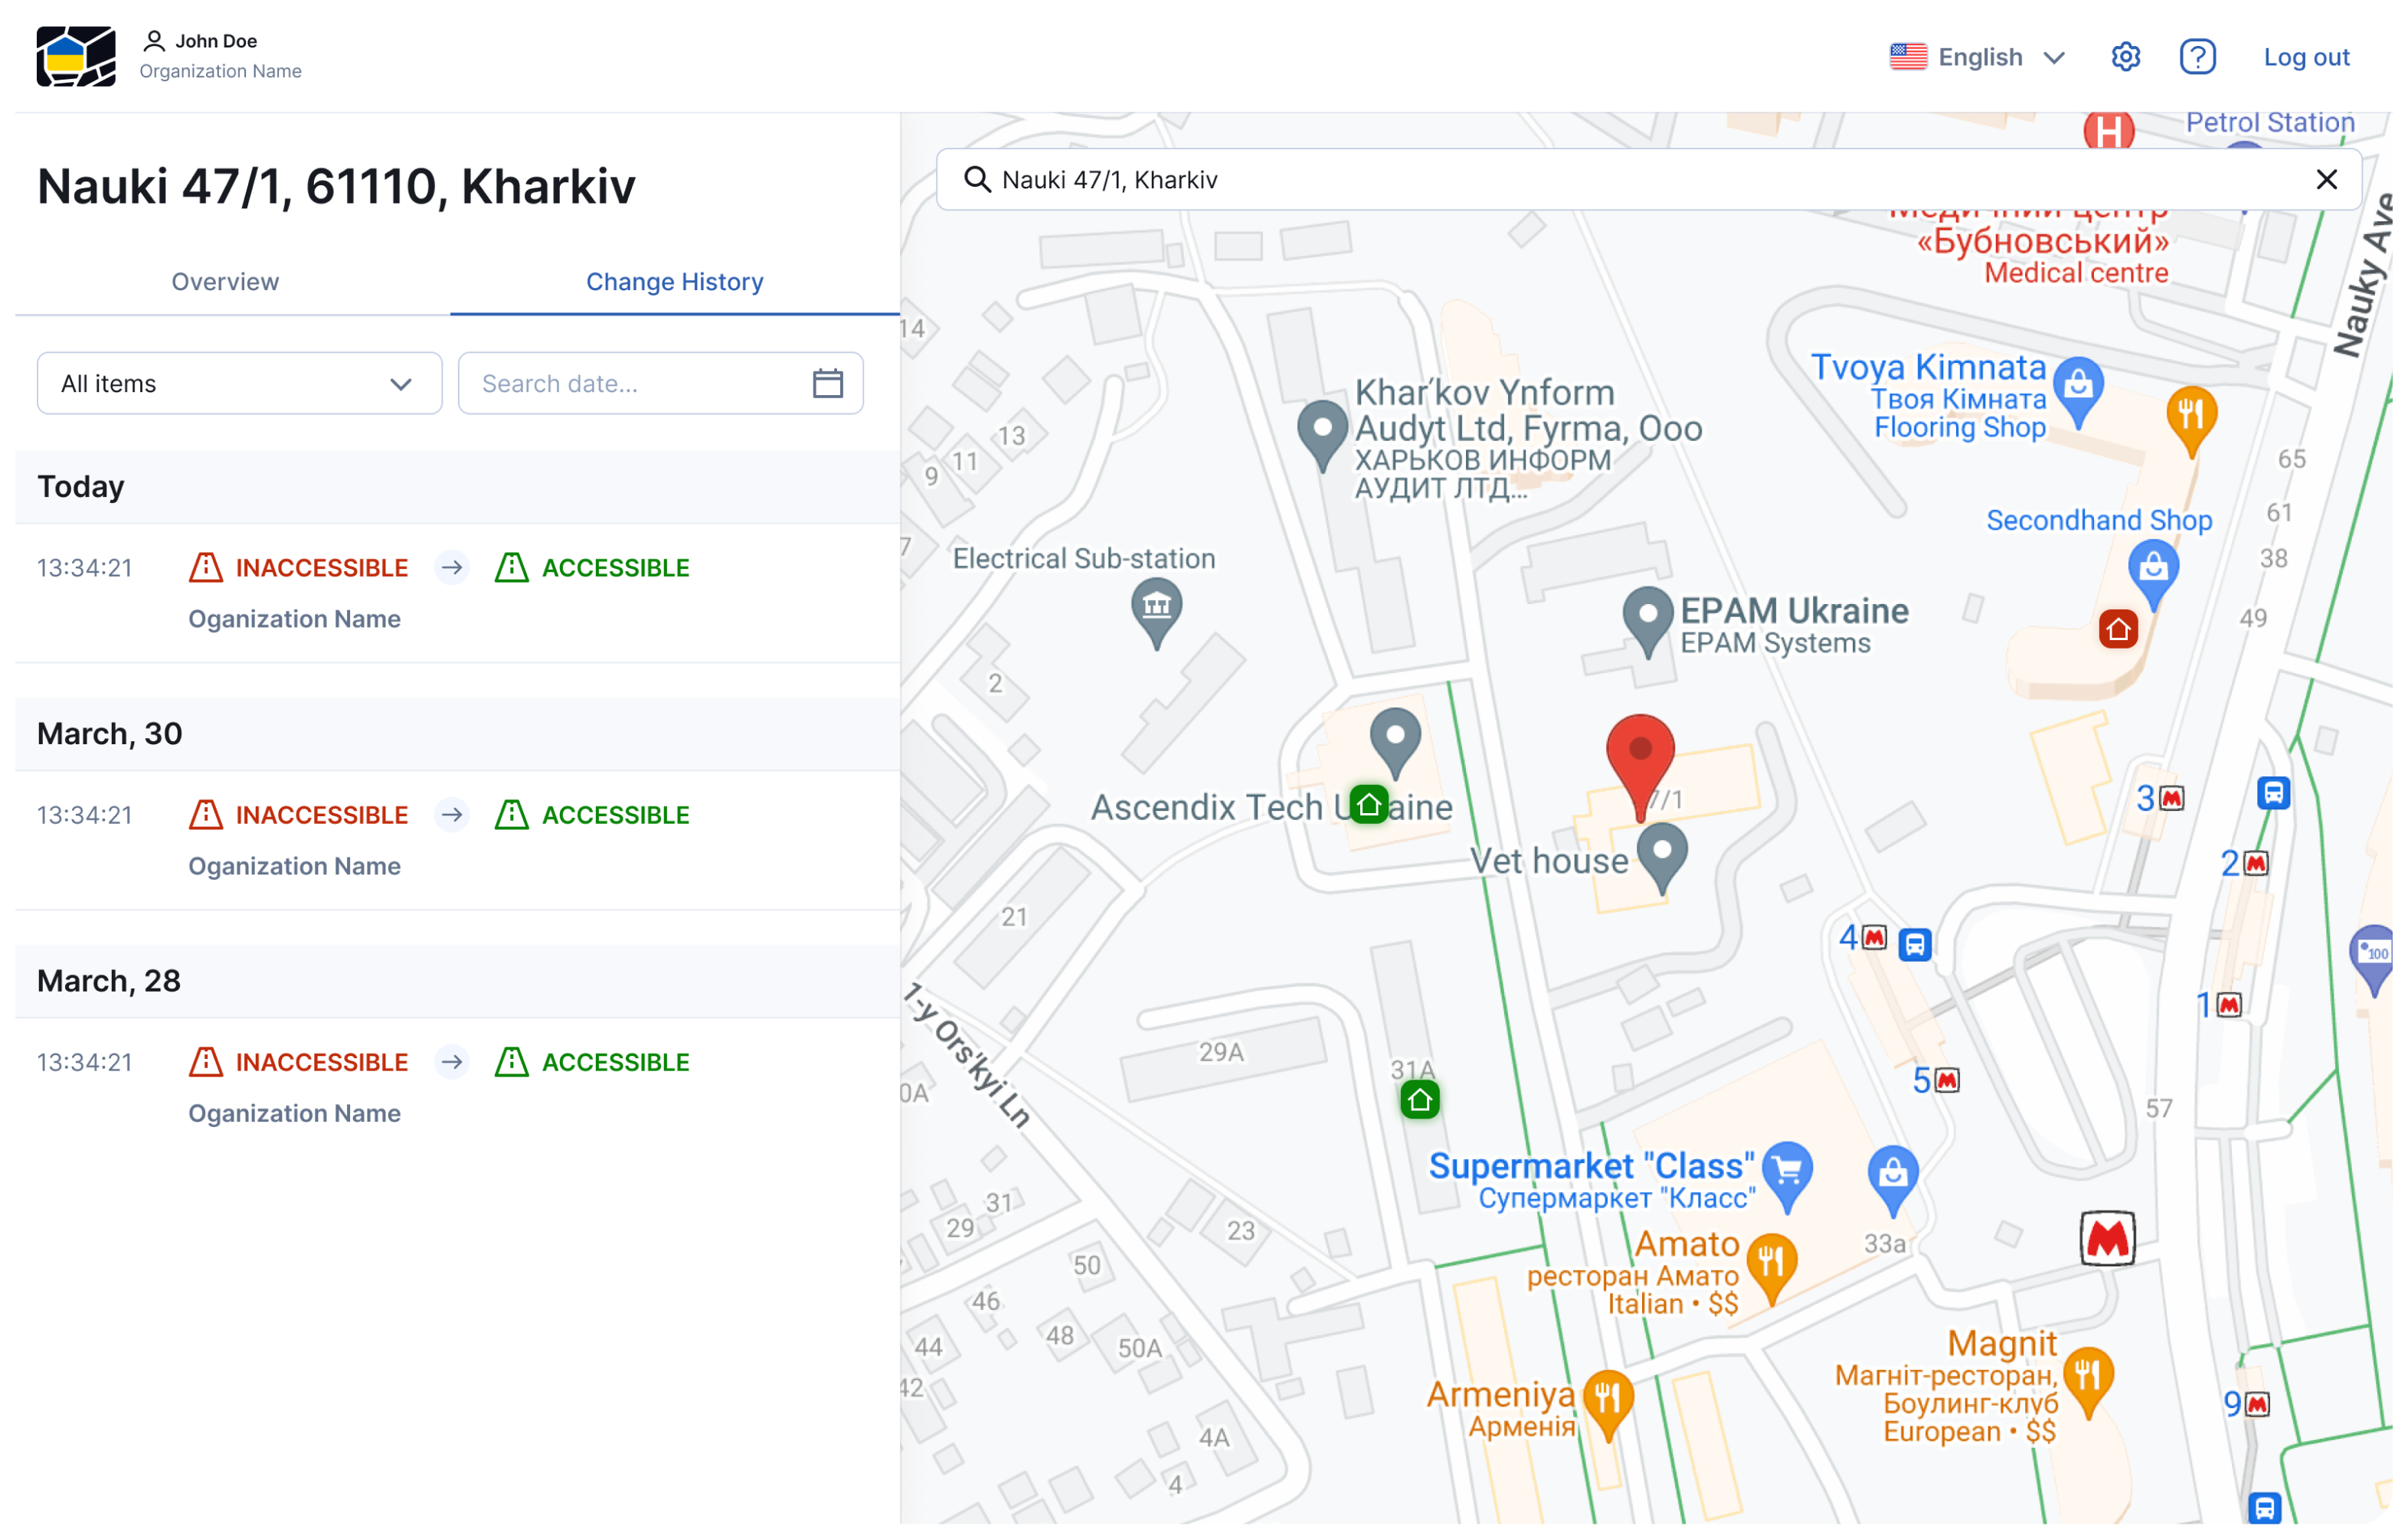 John Doe
Organization Name
English
Log out
Nauki 47/1, 61110, Kharkiv
Overview
Change History
All items
Search date...
Today
13:34:21 INACCESSIBLE ACCESSIBLE
Oganization Name
March, 30
13:34:21 INACCESSIBLE ACCESSIBLE
Oganization Name
March, 28
13:34:21 INACCESSIBLE ACCESSIBLE
Oganization Name
Nauki 47/1, Kharkiv
H
Petrol Station
Медичний центр
«Бубновський»
Medical centre
Nauky Ave
14
13
11
9
7
Khar'kov Ynform
Audyt Ltd, Fyrma, Ooo
ХАРЬКОВ ИНФОРМ
АУДИТ ЛТД...
Tvoya Kimnata
Твоя Кімната
Flooring Shop
65
61
38
49
Secondhand Shop
Electrical Sub-station
EPAM Ukraine
EPAM Systems
2
Ascendix Tech U aine
7/1
Vet house
3
2
4
1
5
100
21
1-y Ors'kyi Ln
29A
31A
0A
57
Supermarket "Class"
Супермаркет "Класс"
31
29
23
50
46
48
44
50A
42
4A
4
Amato
ресторан Амато
Italian • $$
33a
Armeniya
Арменія
Magnit
Магніт-ресторан,
Боулинг-клуб
European • $$
9